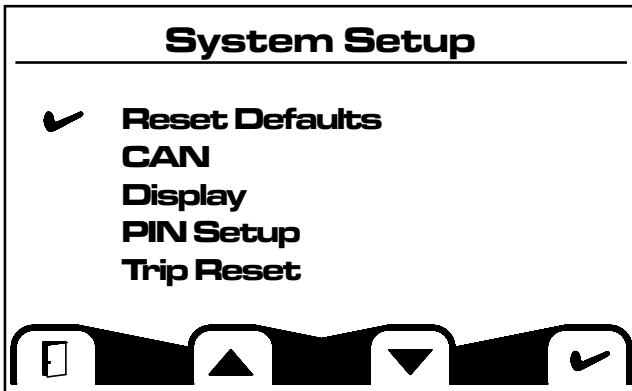 System Setup
Reset Defaults
CAN
Display
PIN Setup
Trip Reset